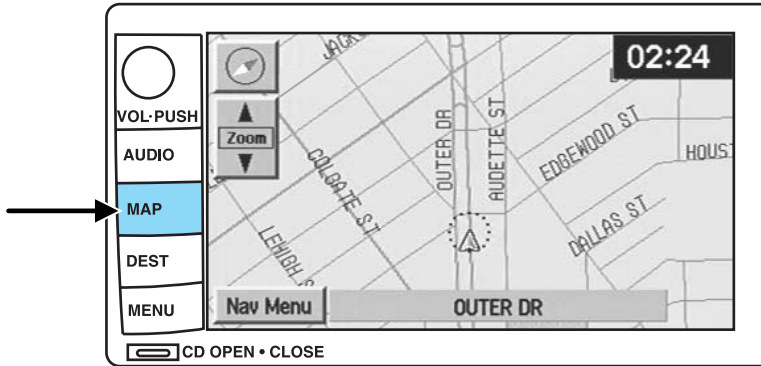 02:24
VOL·PUSH
AUDIO
MAP
DEST
MENU
CD OPEN • CLOSE
Zoom
OUTER DR
AUDETTE ST
EDGEWOOD ST
HOUS
COLGATE ST
DALLAS ST
LEHIGH S
Nav Menu
OUTER DR